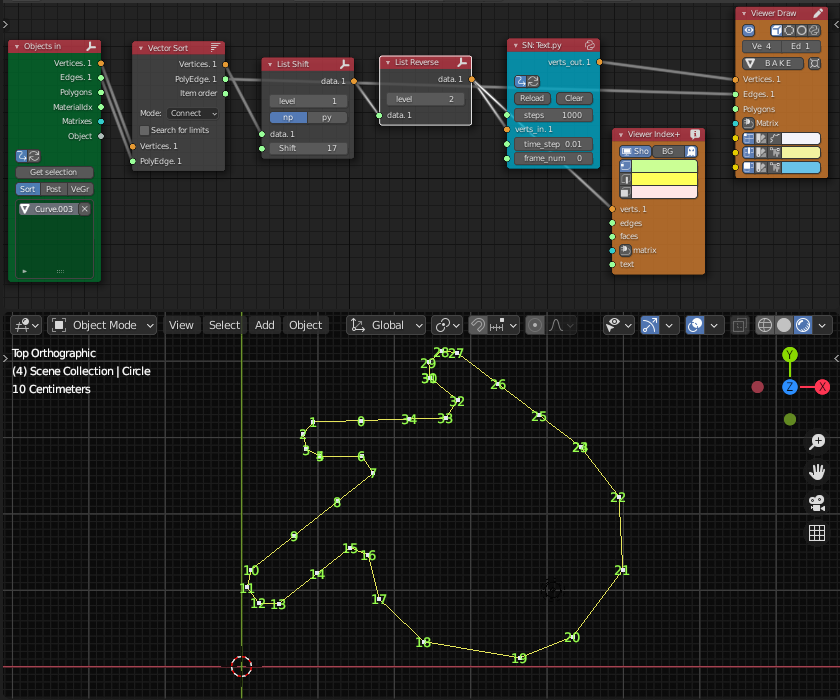 Objects in
Vertices. 1
Edges. 1
Polygons
MaterialIdx
Matrixes
Object
Get selection
Sort Post VeGr
Curve.003
Vector Sort
Vertices. 1
PolyEdge. 1
Item order
Mode: Connect
Search for limits
Vertices. 1
PolyEdge. 1
List Shift
data. 1
level 1
np py
data. 1
Shift 17
List Reverse
data. 1
level 2
data. 1
SN: Text.py
verts_out. 1
Reload Clear
steps 1000
verts_in. 1
time_step 0.01
frame_num 0
Viewer Index+
Sho BG
verts. 1
edges
faces
matrix
text
Viewer Draw
Ve 4 Ed 1
BAKE
Vertices. 1
Edges. 1
Polygons
Matrix
Object Mode View Select Add Object Global
Top Orthographic
(4) Scene Collection | Circle
10 Centimeters
Y
Z X
28 27
29
30
26
32
25
1 0 34 33
2
3 6
24
7
22
8
9
15 16
10 14 21
11
12 13 17
20
18
19